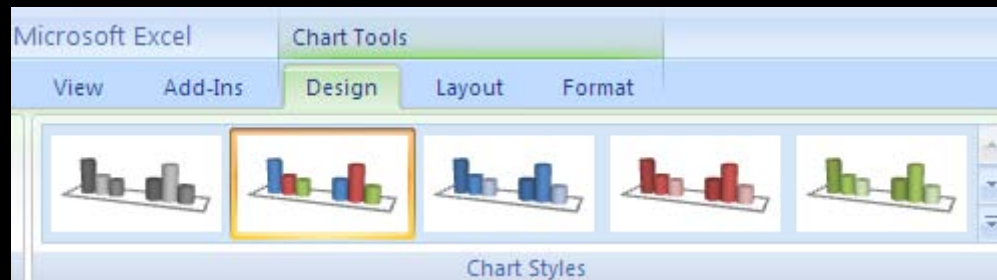 Microsoft Excel Chart Tools
View Add-Ins Design Layout Format
Chart Styles